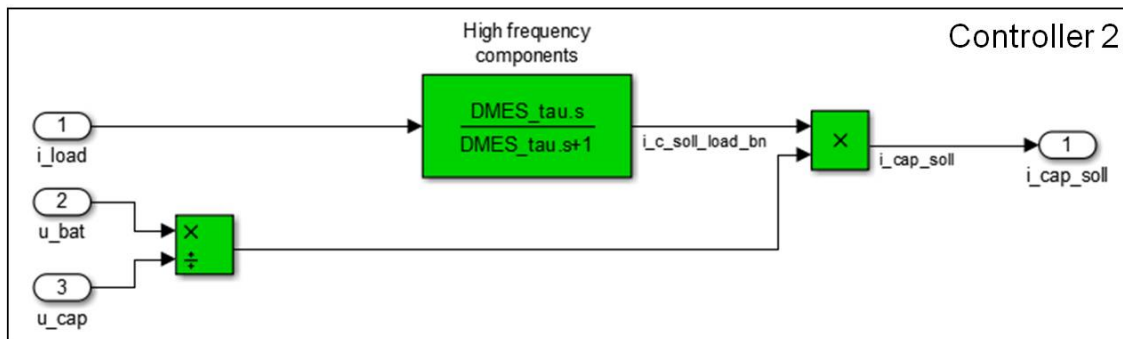 Controller 2
High frequency
components
DMES_tau.s
DMES_tau.s+1
1
i_load
i_c_soll_load_bn
×
i_cap_soll
1
i_cap_soll
2
u_bat
×
÷
3
u_cap